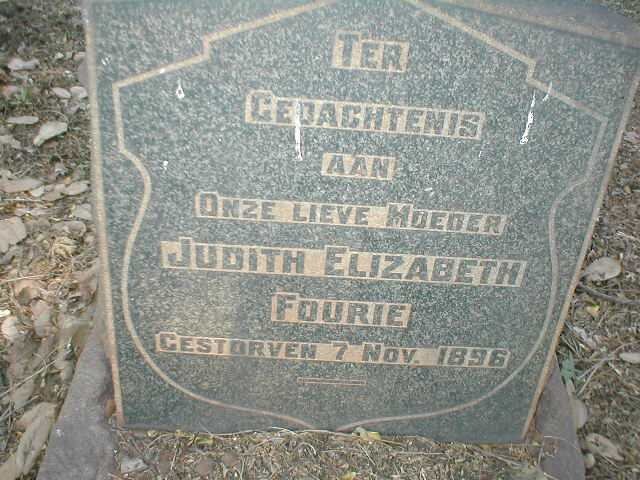 TER
GEDACHTENIS
AAN
ONZE LIEVE MOEDER
JUDITH ELIZABETH
FOURIE
GESTORVEN 7 NOV. 1896